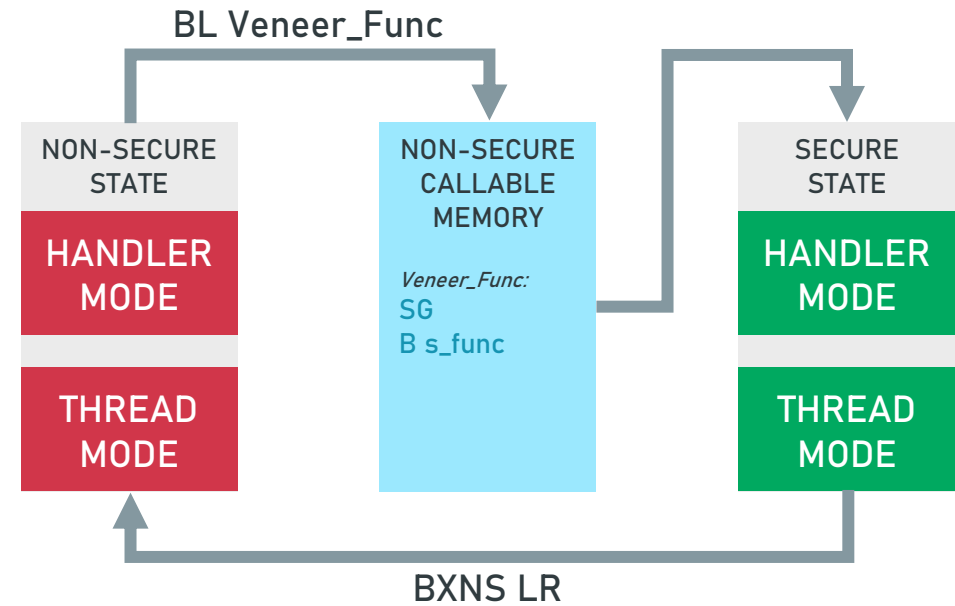 BL Veneer_Func
NON-SECURE
STATE
HANDLER
MODE
THREAD
MODE
NON-SECURE
CALLABLE
MEMORY
Veneer_Func:
SG
B s_func
SECURE
STATE
HANDLER
MODE
THREAD
MODE
BXNS LR